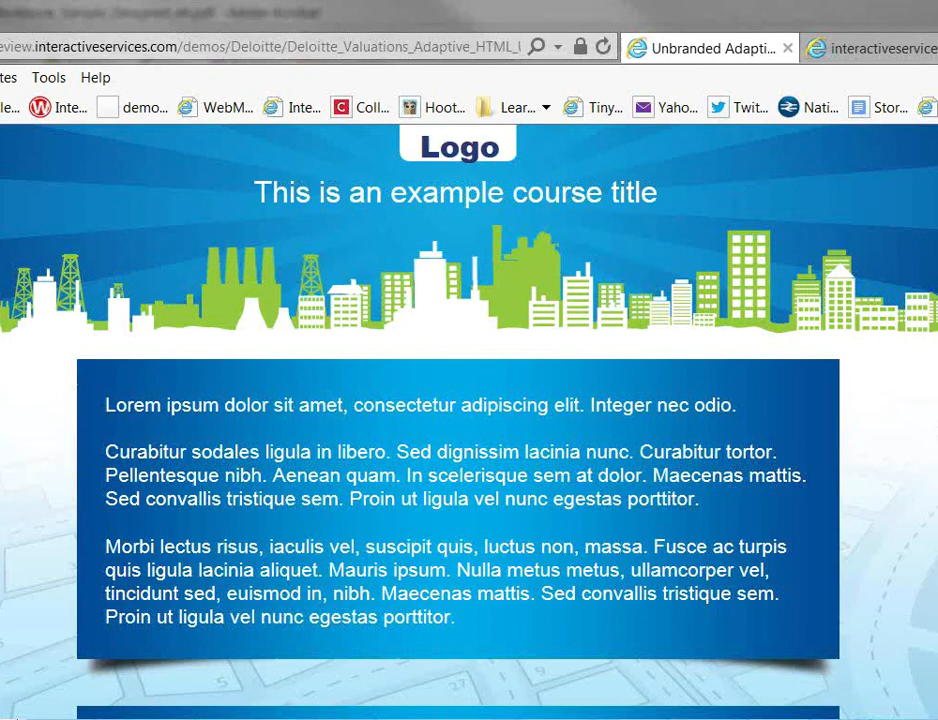 eview.interactiveservices.com/demos/Deloitte/Deloitte_Valuations_Adaptive_HTML_U
Unbranded Adapti...
interactiveservice
tes Tools Help
le... Inte... demo... WebM... Inte... Coll... Hoot... Lear... Tiny... Yaho... Twit... Nati... Stor...
Logo
This is an example course title
Lorem ipsum dolor sit amet, consectetur adipiscing elit. Integer nec odio.
Curabitur sodales ligula in libero. Sed dignissim lacinia nunc. Curabitur tortor.
Pellentesque nibh. Aenean quam. In scelerisque sem at dolor. Maecenas mattis.
Sed convallis tristique sem. Proin ut ligula vel nunc egestas porttitor.
Morbi lectus risus, iaculis vel, suscipit quis, luctus non, massa. Fusce ac turpis
quis ligula lacinia aliquet. Mauris ipsum. Nulla metus metus, ullamcorper vel,
tincidunt sed, euismod in, nibh. Maecenas mattis. Sed convallis tristique sem.
Proin ut ligula vel nunc egestas porttitor.
5
27
9